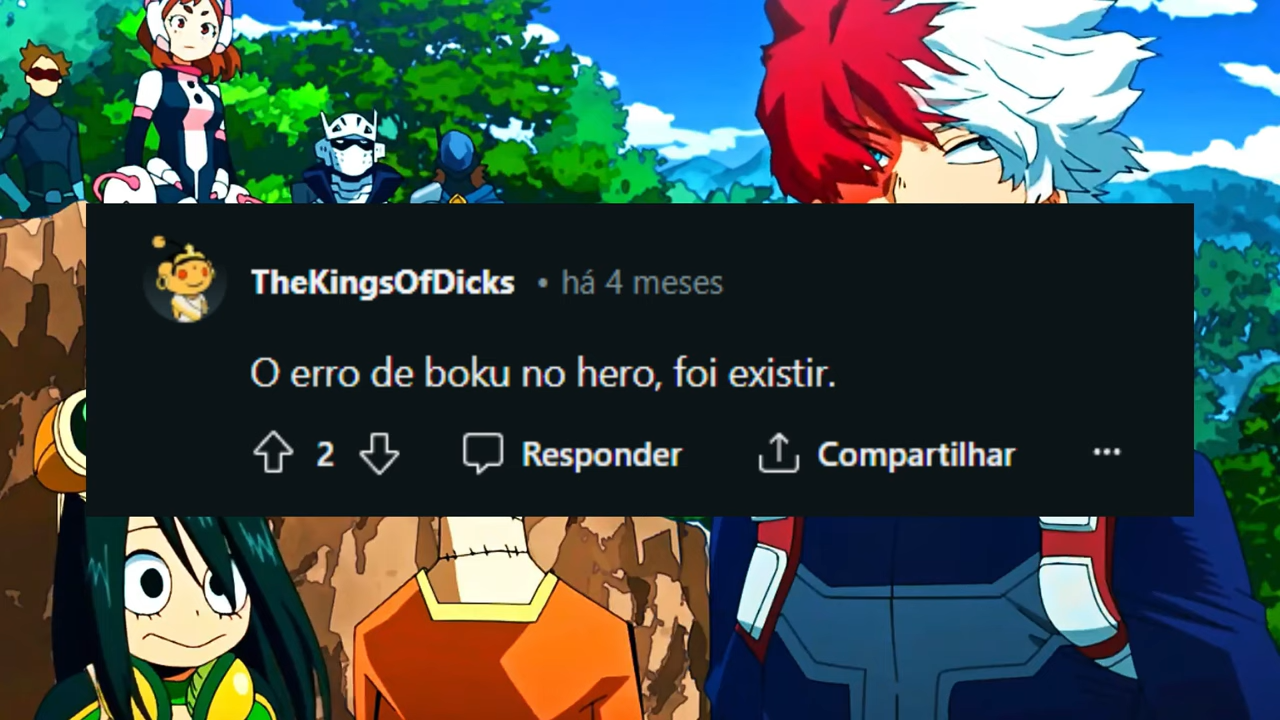 TheKingsOfDicks • há 4 meses
O erro de boku no hero, foi existir.
2 Responder Compartilhar ...